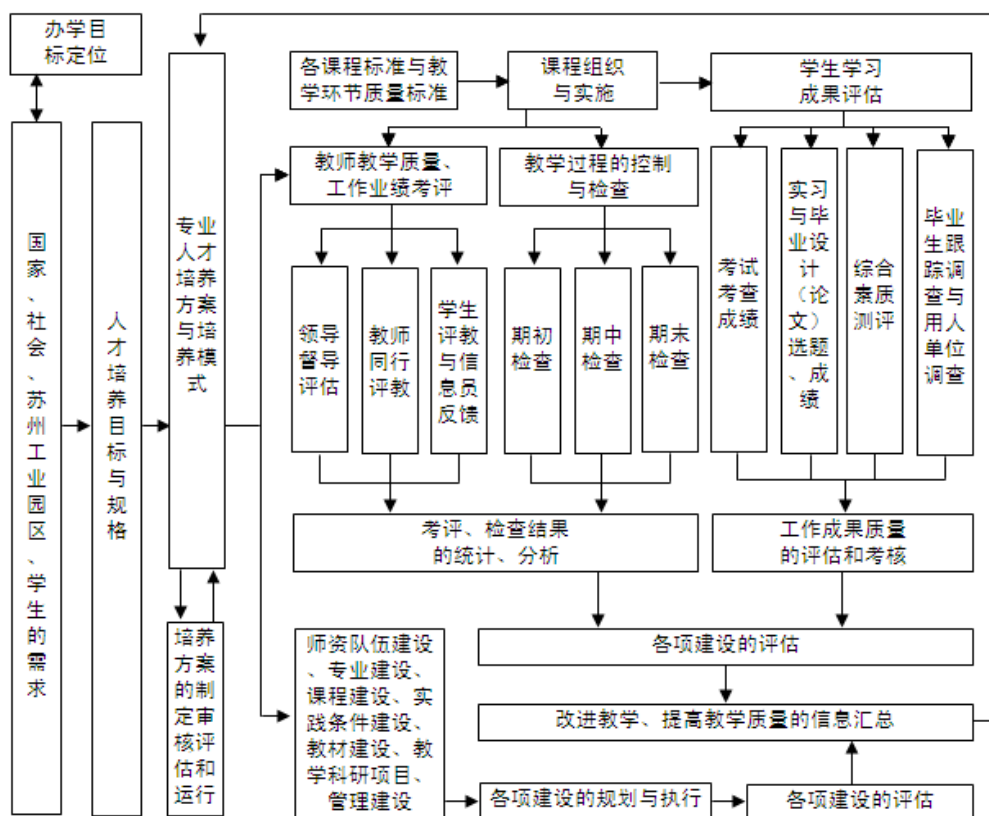 办学目
标定位
国家、社会、苏州工业园区、学生的需求
人才培养目标与规格
专业
人才
培养
方案
与培
养模
式
培养
方案
的制
定审
核评
估和
运行
各课程标准与教
学环节质量标准
课程组织
与实施
学生学习
成果评估
教师教学质量、
工作业绩考评
教学过程的控制
与检查
领导
督导
评估
教师
同行
评教
学生
评教
与信
息员
反馈
期初
检查
期中
检查
期末
检查
考试
考查
成绩
实习
与毕
业设
计
（论
文）
选题
、成
绩
综合
素质
测评
毕业
生跟
踪调
查与
用人
单位
调查
考评、检查结果
的统计、分析
工作成果质量
的评估和考核
师资队伍建设
、专业建设、
课程建设、实
践条件建设、
教材建设、教
学科研项目、
管理建设
各项建设的评估
改进教学、提高教学质量的信息汇总
各项建设的规划与执行
各项建设的评估